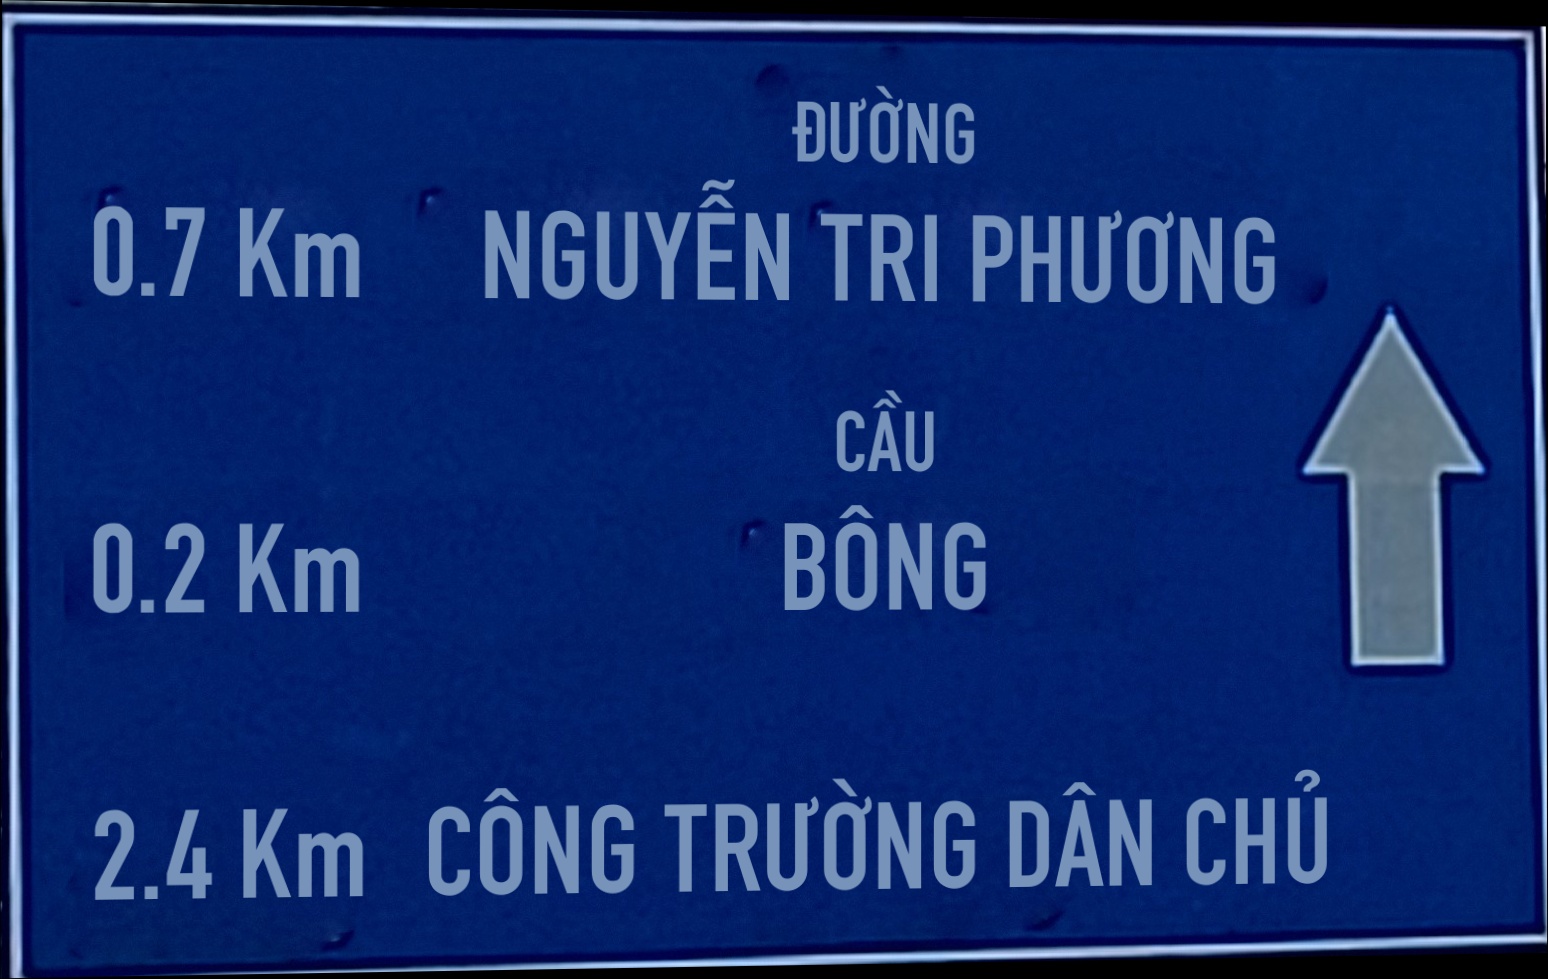 ĐƯỜNG
0.7 Km NGUYỄN TRI PHƯƠNG
CẦU
0.2 Km BÔNG
2.4 Km CÔNG TRƯỜNG DÂN CHỦ